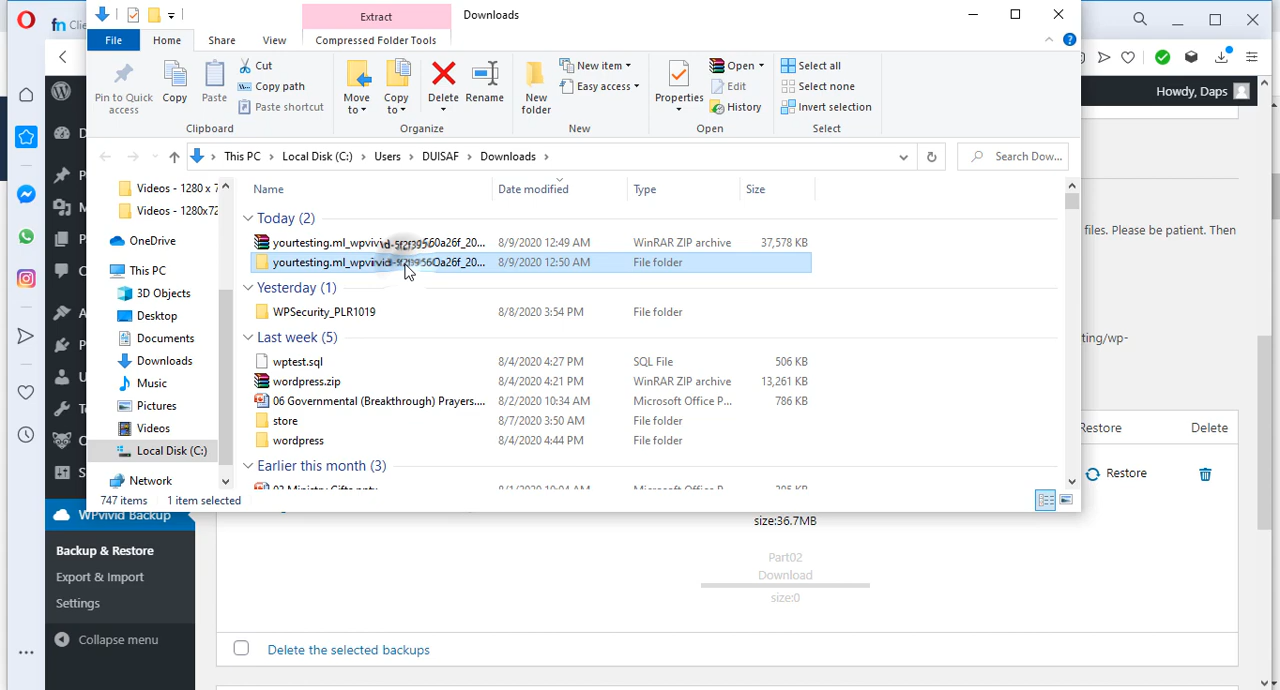 Extract
Downloads
File
Home
Share
View
Compressed Folder Tools
Pin to Quick access
Copy
Paste
Cut
Copy path
Paste shortcut
Clipboard
Move to
Copy to
Delete
Rename
Organize
New folder
New item
Easy access
New
Properties
Open
Edit
History
Open
Select all
Select none
Invert selection
Select
This PC > Local Disk (C:) > Users > DUISAF > Downloads >
Search Dow...
Howdy, Daps
Videos - 1280 x 7
Videos - 1280x72
OneDrive
This PC
3D Objects
Desktop
Documents
Downloads
Music
Pictures
Videos
Local Disk (C:)
Network
Name Date modified Type Size
Today (2)
8/9/2020 12:49 AM WinRAR ZIP archive 37,578 KB
8/9/2020 12:50 AM File folder
Yesterday (1)
WPSecurity_PLR1019 8/8/2020 3:54 PM File folder
Last week (5)
wptest.sql 8/4/2020 4:27 PM SQL File 506 KB
wordpress.zip 8/4/2020 4:21 PM WinRAR ZIP archive 13,261 KB
06 Governmental (Breakthrough) Prayers.... 8/2/2020 10:34 AM Microsoft Office P... 786 KB
store 8/7/2020 3:50 AM File folder
wordpress 8/4/2020 4:44 PM File folder
Earlier this month (3)
747 items 1 item selected
files. Please be patient. Then
ting/wp-
Restore Delete
Restore
WPvivid Backup
Backup & Restore
Export & Import
Settings
Collapse menu
size:36.7MB
Part02
Download
size:0
Delete the selected backups